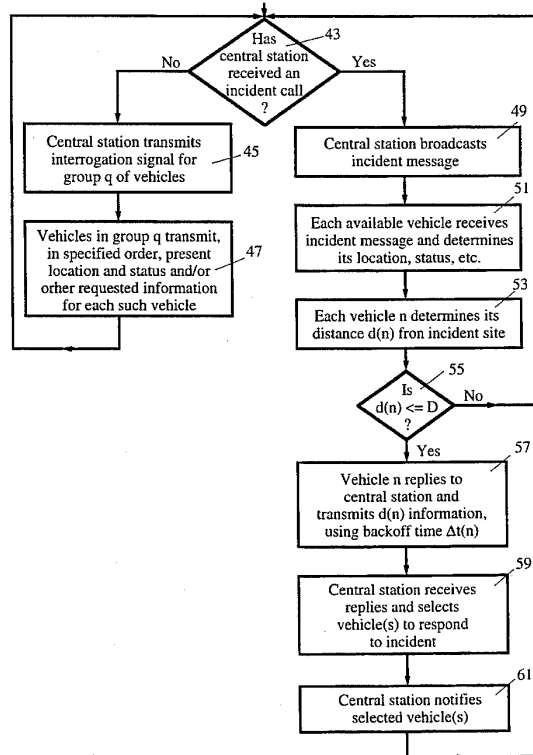 Has
central station
received an
incident call
?
43
No
Yes
Central station transmits
interrogation signal for
group q of vehicles
45
Vehicles in group q transmit,
in specified order, present
location and status and/or
orher requested information
for each such vehicle
47
49
Central station broadcasts
incident message
51
Each available vehicle receives
incident message and determines
its location, status, etc.
53
Each vehicle n determines its
distance d(n) fron incident site
55
Is
d(n) <= D
?
No
Yes
57
Vehicle n replies to
central station and
transmits d(n) information,
using backoff time Δt(n)
59
Central station receives
replies and selects
vehicle(s) to respond
to incident
61
Central station notifies
selected vehicle(s)